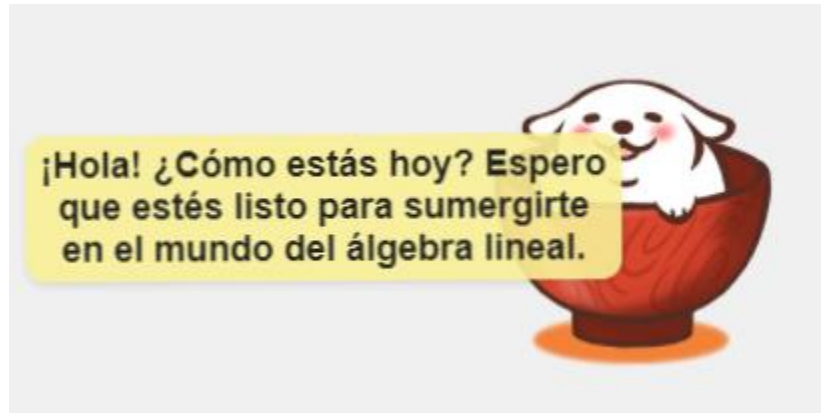 ¡Hola! ¿Cómo estás hoy? Espero
que estés listo para sumergirte
en el mundo del álgebra lineal.